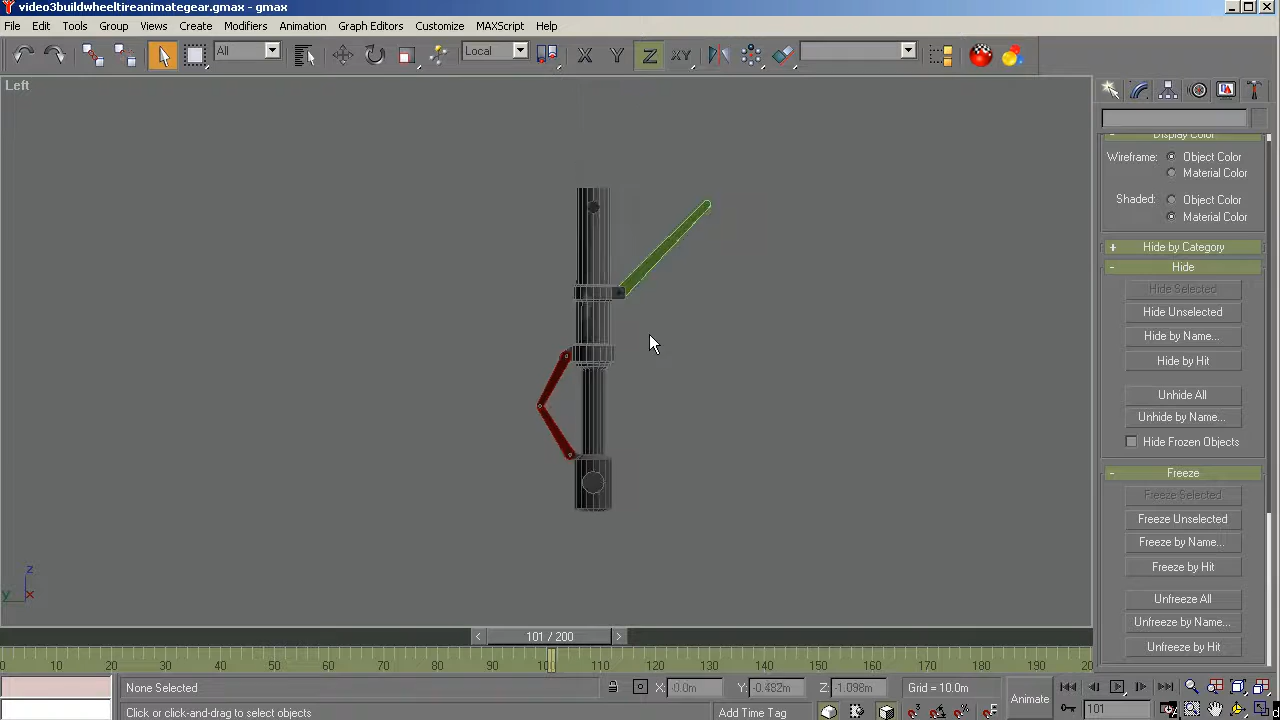 video3buildwheeltireanimategear.gmax - gmax
File Edit Tools Group Views Create Modifiers Animation Graph Editors Customize MAXScript Help
All Local X Y Z XY
Left
Display Color
Wireframe: Object Color
Material Color
Shaded: Object Color
Material Color
+ Hide by Category
- Hide
Hide Selected
Hide Unselected
Hide by Name...
Hide by Hit
Unhide All
Unhide by Name...
Hide Frozen Objects
- Freeze
Freeze Selected
Freeze Unselected
Freeze by Name...
Freeze by Hit
Unfreeze All
Unfreeze by Name...
Unfreeze by Hit
z
y x
< 101 / 200 >
0 10 20 30 40 50 60 70 80 90 100 110 120 130 140 150 160 170 180 190 20
None Selected X: -0.0m Y: -0.482m Z: -1.098m Grid = 10.0m Animate
Click or click-and-drag to select objects Add Time Tag 101